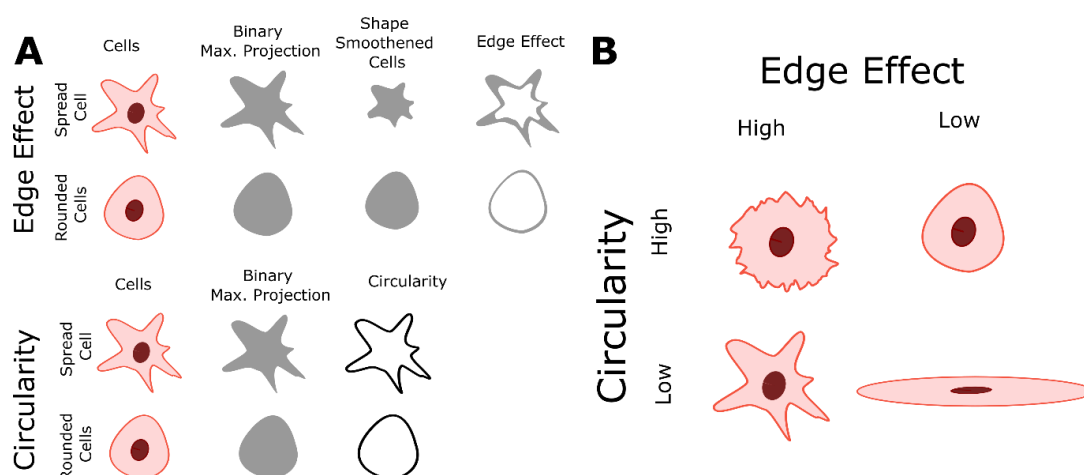 A
Edge Effect
Cells
Binary
Max. Projection
Shape
Smoothened
Cells
Edge Effect
Spread
Cell
Rounded
Cells
Circularity
Cells
Binary
Max. Projection
Circularity
Spread
Cell
Rounded
Cells
B
Edge Effect
High
Low
Circularity
High
Low